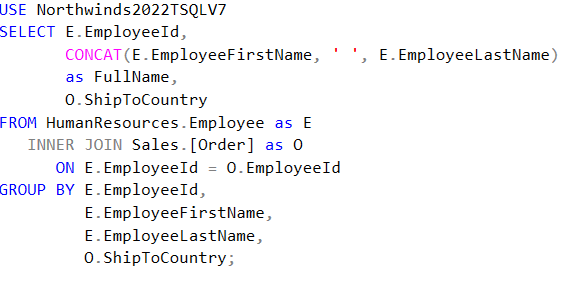 USE Northwinds2022TSQLV7
SELECT E.EmployeeId,
CONCAT(E.EmployeeFirstName, ' ', E.EmployeeLastName)
as FullName,
O.ShipToCountry
FROM HumanResources.Employee as E
INNER JOIN Sales.[Order] as O
ON E.EmployeeId = O.EmployeeId
GROUP BY E.EmployeeId,
E.EmployeeFirstName,
E.EmployeeLastName,
O.ShipToCountry;